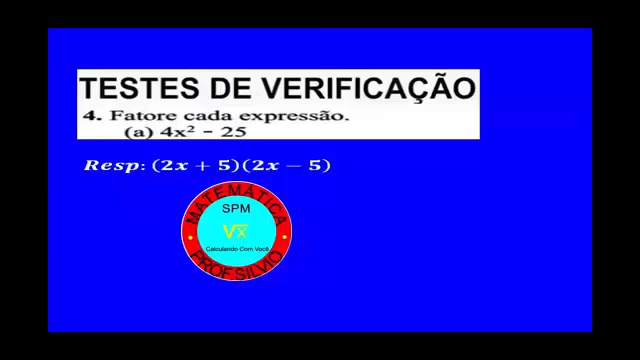 TESTES DE VERIFICAÇÃO
4. Fatore cada expressão.
(a) 4x² - 25
Resp: (2x + 5)(2x − 5)
MATEMÁTICA
SPM
√x
Calculando Com Você
PROF.SILVIO